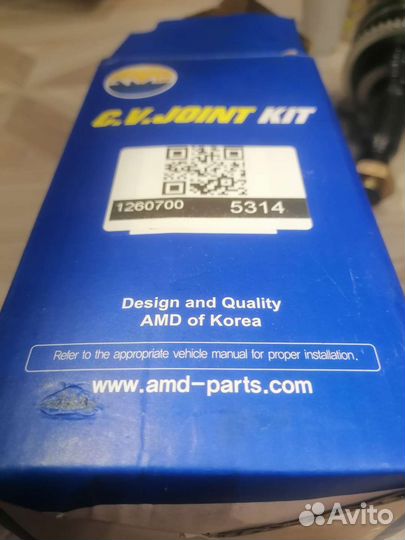 C.V.JOINT KIT
1260700 5314
Design and Quality
AMD of Korea
Refer to the appropriate vehicle manual for proper installation.
www.amd-parts.com
Avito